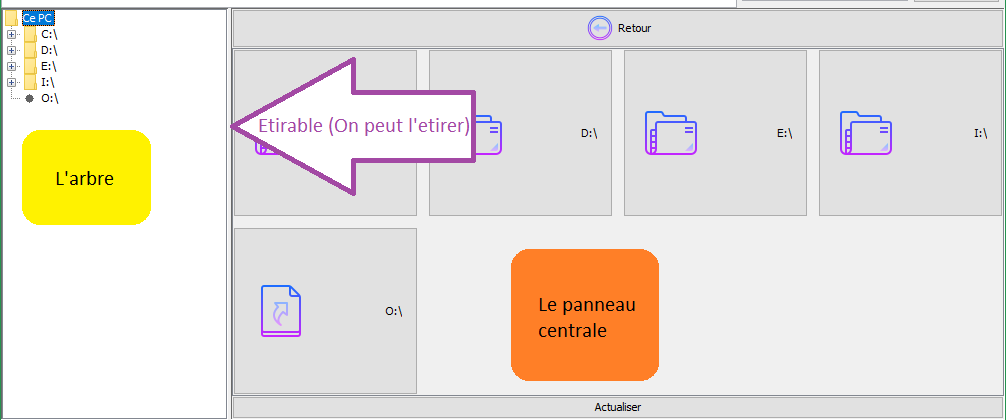 Ce PC
C:\
D:\
E:\
I:\
O:\
L'arbre
Retour
Etirable (On peut l'etirer)
D:\
E:\
I:\
O:\
Le panneau
centrale
Actualiser